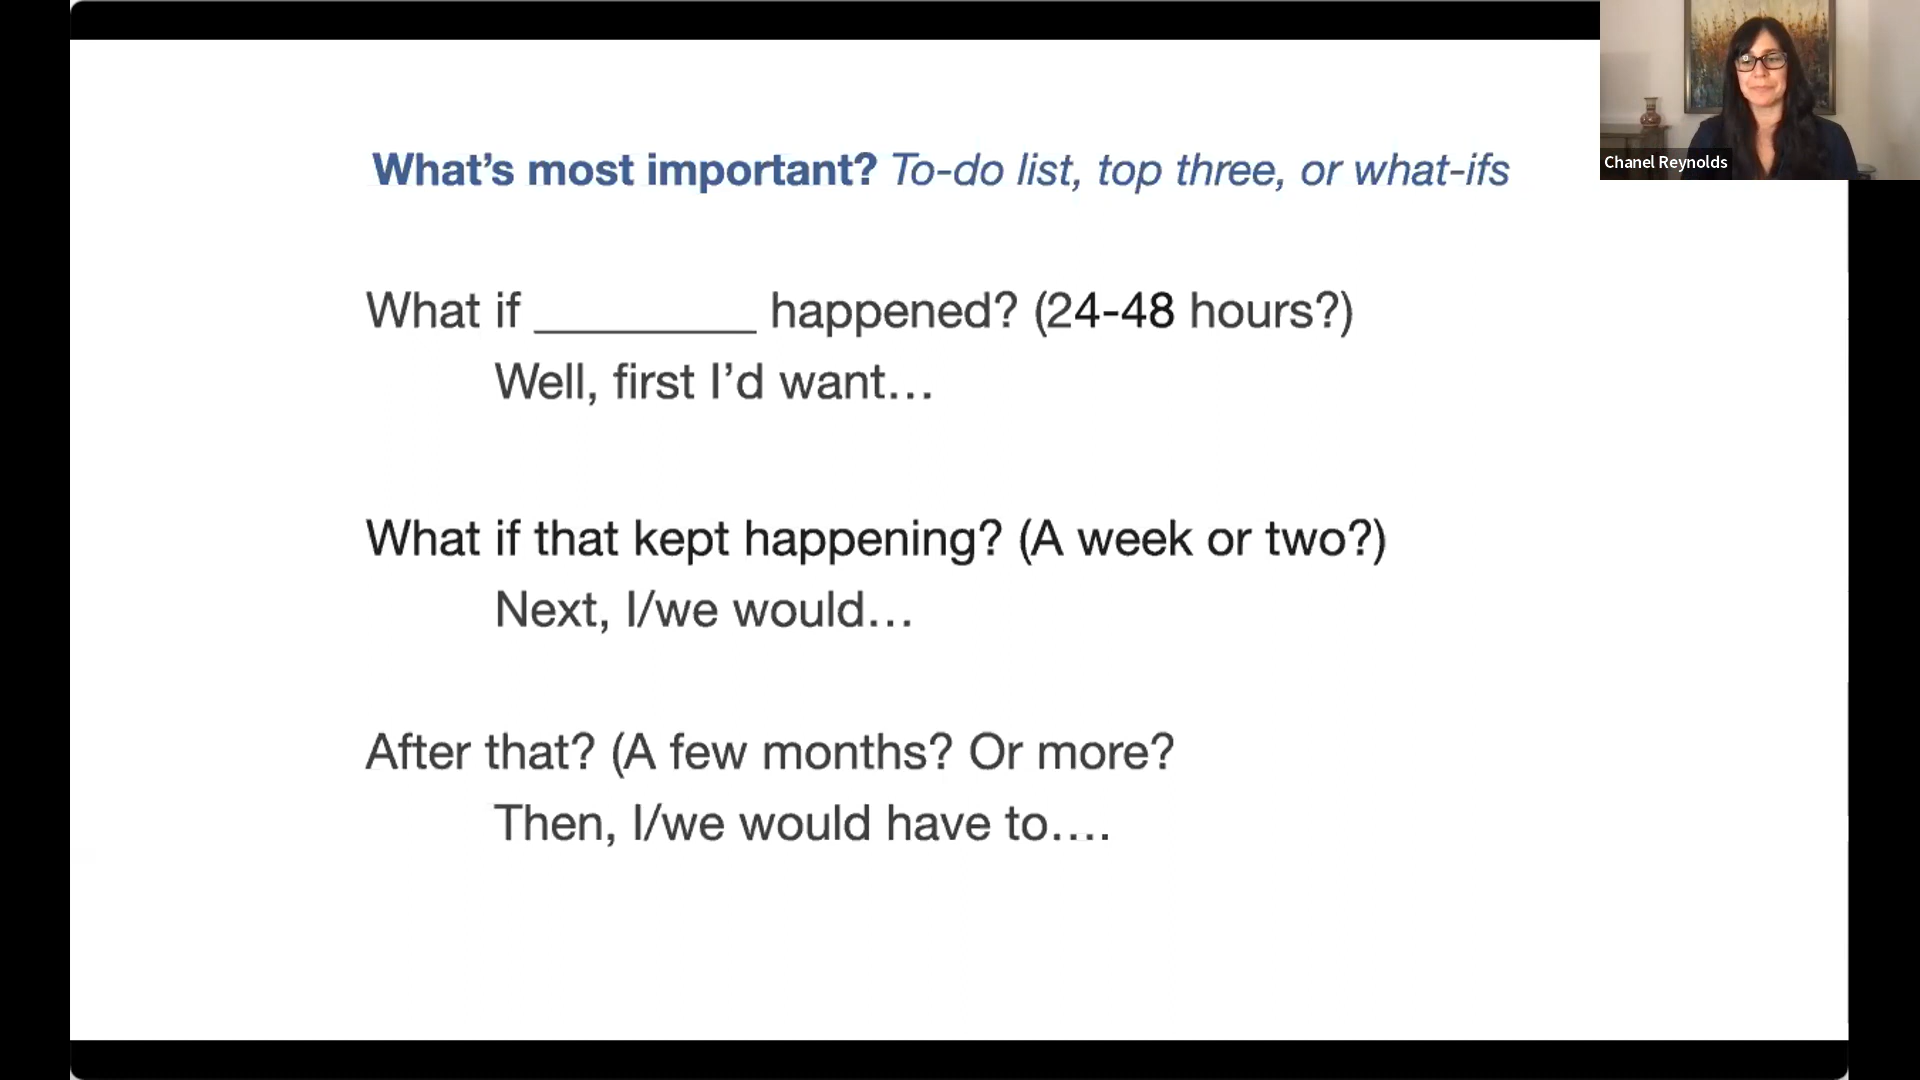 What's most important? To-do list, top three, or what-ifs
Chanel Reynolds
What if _________ happened? (24-48 hours?)
Well, first I'd want…
What if that kept happening? (A week or two?)
Next, I/we would…
After that? (A few months? Or more?
Then, I/we would have to….